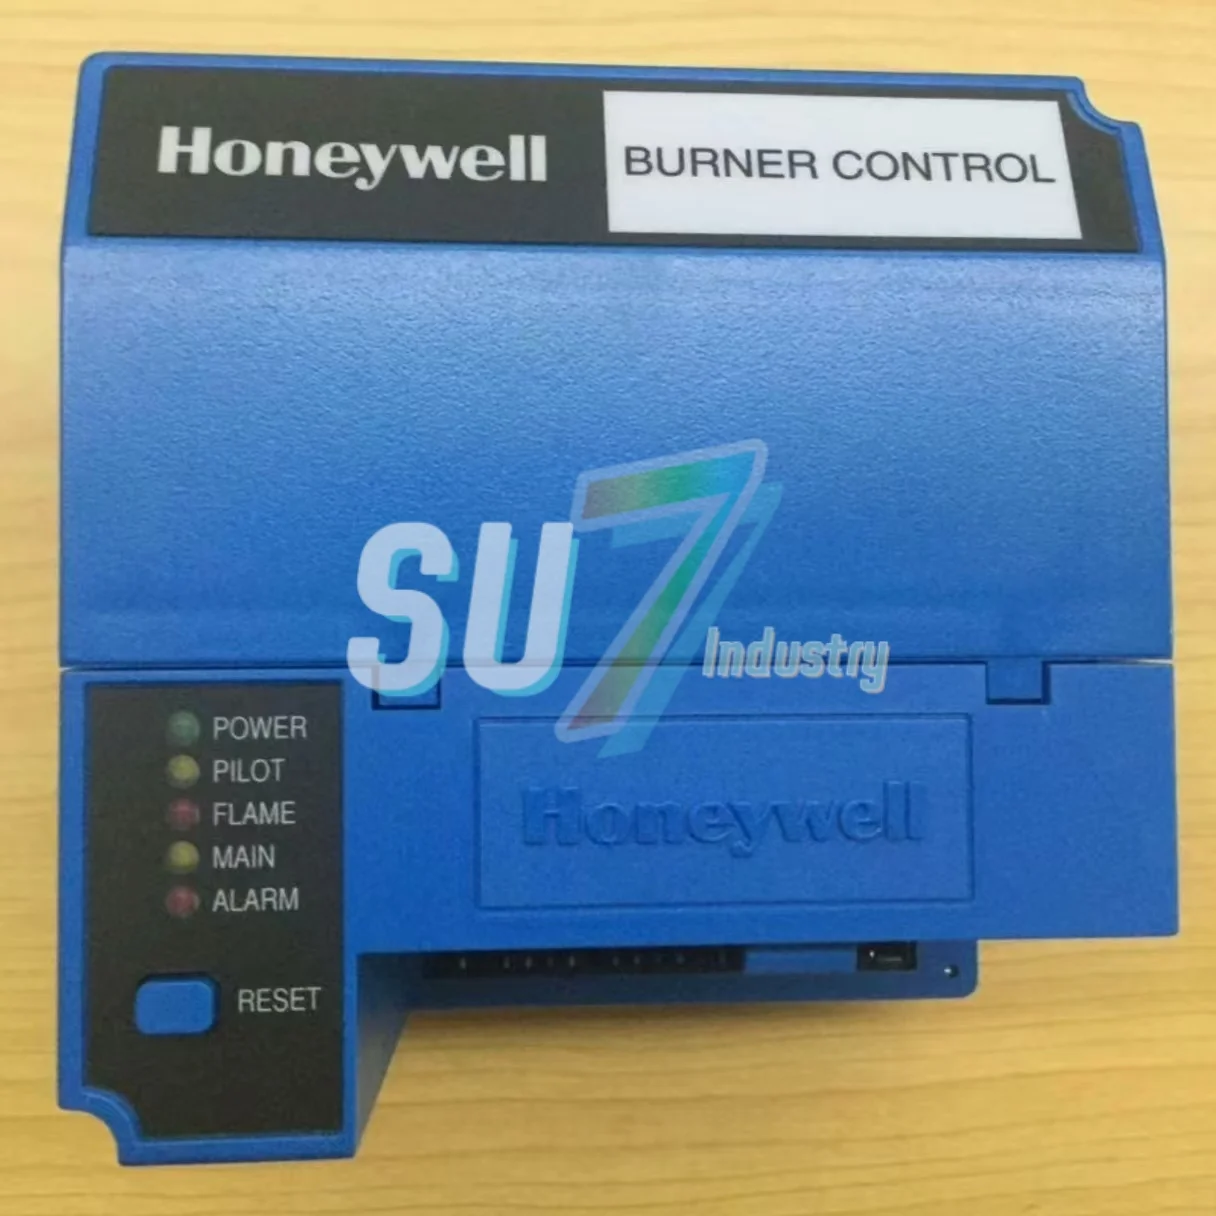 Honeywell
BURNER CONTROL
SU7
Industry
POWER
PILOT
FLAME
MAIN
ALARM
Honeywell
RESET